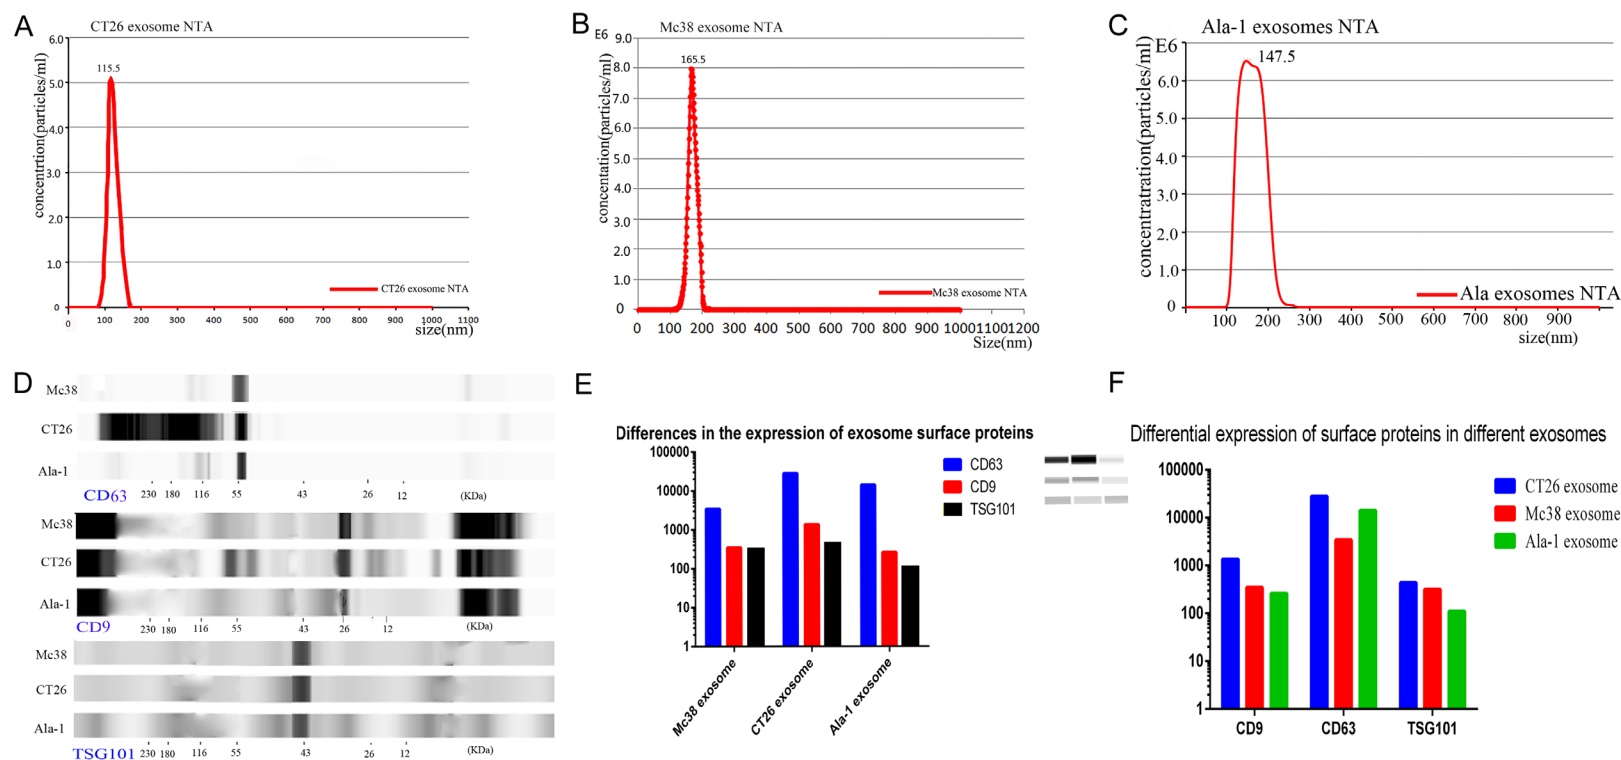 A
CT26 exosome NTA
concentrtion(particles/ml)
6.0
5.0
4.0
3.0
2.0
1.0
0
115.5
CT26 exosome NTA
0 100 200 300 400 500 600 700 800 900 1000 1100
size(nm)
B
Mc38 exosome NTA
E6
concentation(particles/ml)
9.0
8.0
7.0
6.0
5.0
4.0
3.0
2.0
1.0
0
165.5
Mc38 exosome NTA
0 100 200 300 400 500 600 700 800 900 1000 1100 1200
Size(nm)
C
Ala-1 exosomes NTA
E6
concentratration(particles/ml)
6.0
5.0
4.0
3.0
2.0
1.0
0
147.5
Ala exosomes NTA
100 200 300 400 500 600 700 800 900
size(nm)
D
Mc38
CT26
Ala-1
CD63 230 180 116 55 43 26 12 (KDa)
Mc38
CT26
Ala-1
CD9 230 180 116 55 43 26 12 (KDa)
Mc38
CT26
Ala-1
TSG101 230 180 116 55 43 26 12 (KDa)
E
Differences in the expression of exosome surface proteins
100000
10000
1000
100
10
1
CD63
CD9
TSG101
Mc38 exosome
CT26 exosome
Ala-1 exosome
F
Differential expression of surface proteins in different exosomes
100000
10000
1000
100
10
1
CT26 exosome
Mc38 exosome
Ala-1 exosome
CD9 CD63 TSG101